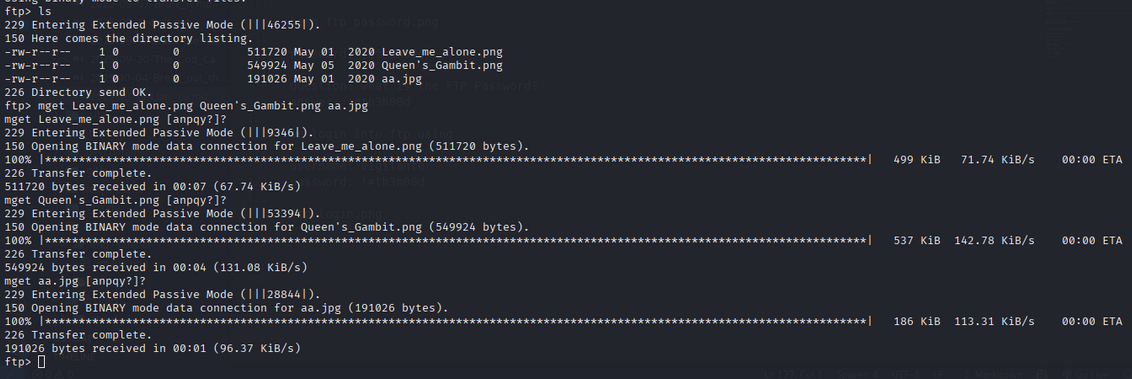 using binary mode to transfer files.
ftp> ls
229 Entering Extended Passive Mode (|||46255|).
150 Here comes the directory listing.
-rw-r--r--    1 0        0          511720 May 01  2020 Leave_me_alone.png
-rw-r--r--    1 0        0          549924 May 05  2020 Queen's_Gambit.png
-rw-r--r--    1 0        0          191026 May 01  2020 aa.jpg
226 Directory send OK.
ftp> mget Leave_me_alone.png Queen's_Gambit.png aa.jpg
mget Leave_me_alone.png [anpqy?]?
229 Entering Extended Passive Mode (|||9346|).
150 Opening BINARY mode data connection for Leave_me_alone.png (511720 bytes).
100% |***********************************************************************************************************************************| 499 KiB 71.74 KiB/s 00:00 ETA
226 Transfer complete.
511720 bytes received in 00:07 (67.74 KiB/s)
mget Queen's_Gambit.png [anpqy?]?
229 Entering Extended Passive Mode (|||53394|).
150 Opening BINARY mode data connection for Queen's_Gambit.png (549924 bytes).
100% |***********************************************************************************************************************************| 537 KiB 142.78 KiB/s 00:00 ETA
226 Transfer complete.
549924 bytes received in 00:04 (131.08 KiB/s)
mget aa.jpg [anpqy?]?
229 Entering Extended Passive Mode (|||28844|).
150 Opening BINARY mode data connection for aa.jpg (191026 bytes).
100% |***********************************************************************************************************************************| 186 KiB 113.31 KiB/s 00:00 ETA
226 Transfer complete.
191026 bytes received in 00:01 (96.37 KiB/s)
ftp>